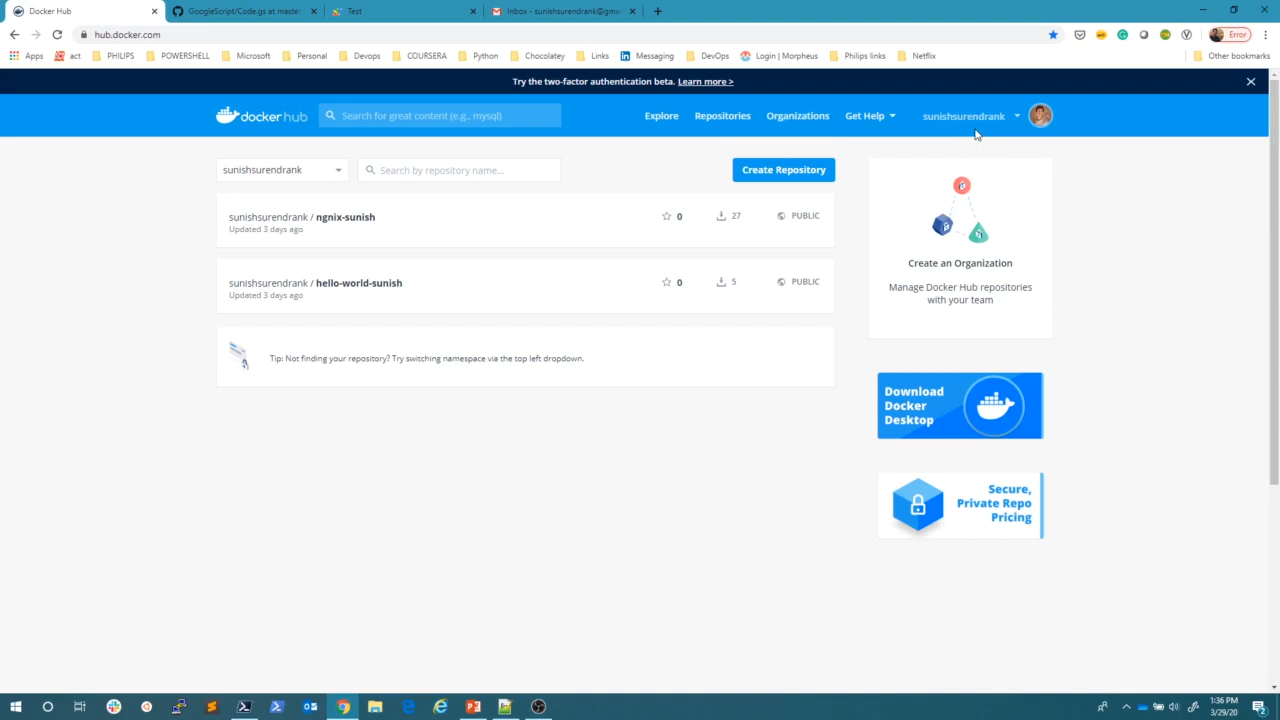 Docker Hub
GoogleScript/Code.gs at master
Test
Inbox - sunishsurendrank@gmai
hub.docker.com
Error
Apps
act
PHILIPS
POWERSHELL
Microsoft
Personal
Devops
COURSERA
Python
Chocolatey
Links
Messaging
DevOps
Login | Morpheus
Philips links
Netflix
Other bookmarks
Try the two-factor authentication beta. Learn more >
docker hub
Search for great content (e.g., mysql)
Explore
Repositories
Organizations
Get Help
sunishsurendrank
sunishsurendrank
Search by repository name...
Create Repository
sunishsurendrank / ngnix-sunish
0
27
PUBLIC
Updated 3 days ago
sunishsurendrank / hello-world-sunish
0
5
PUBLIC
Updated 3 days ago
Tip: Not finding your repository? Try switching namespace via the top left dropdown.
Create an Organization
Manage Docker Hub repositories
with your team
Download
Docker
Desktop
Secure,
Private Repo
Pricing
1:36 PM
3/29/20
2